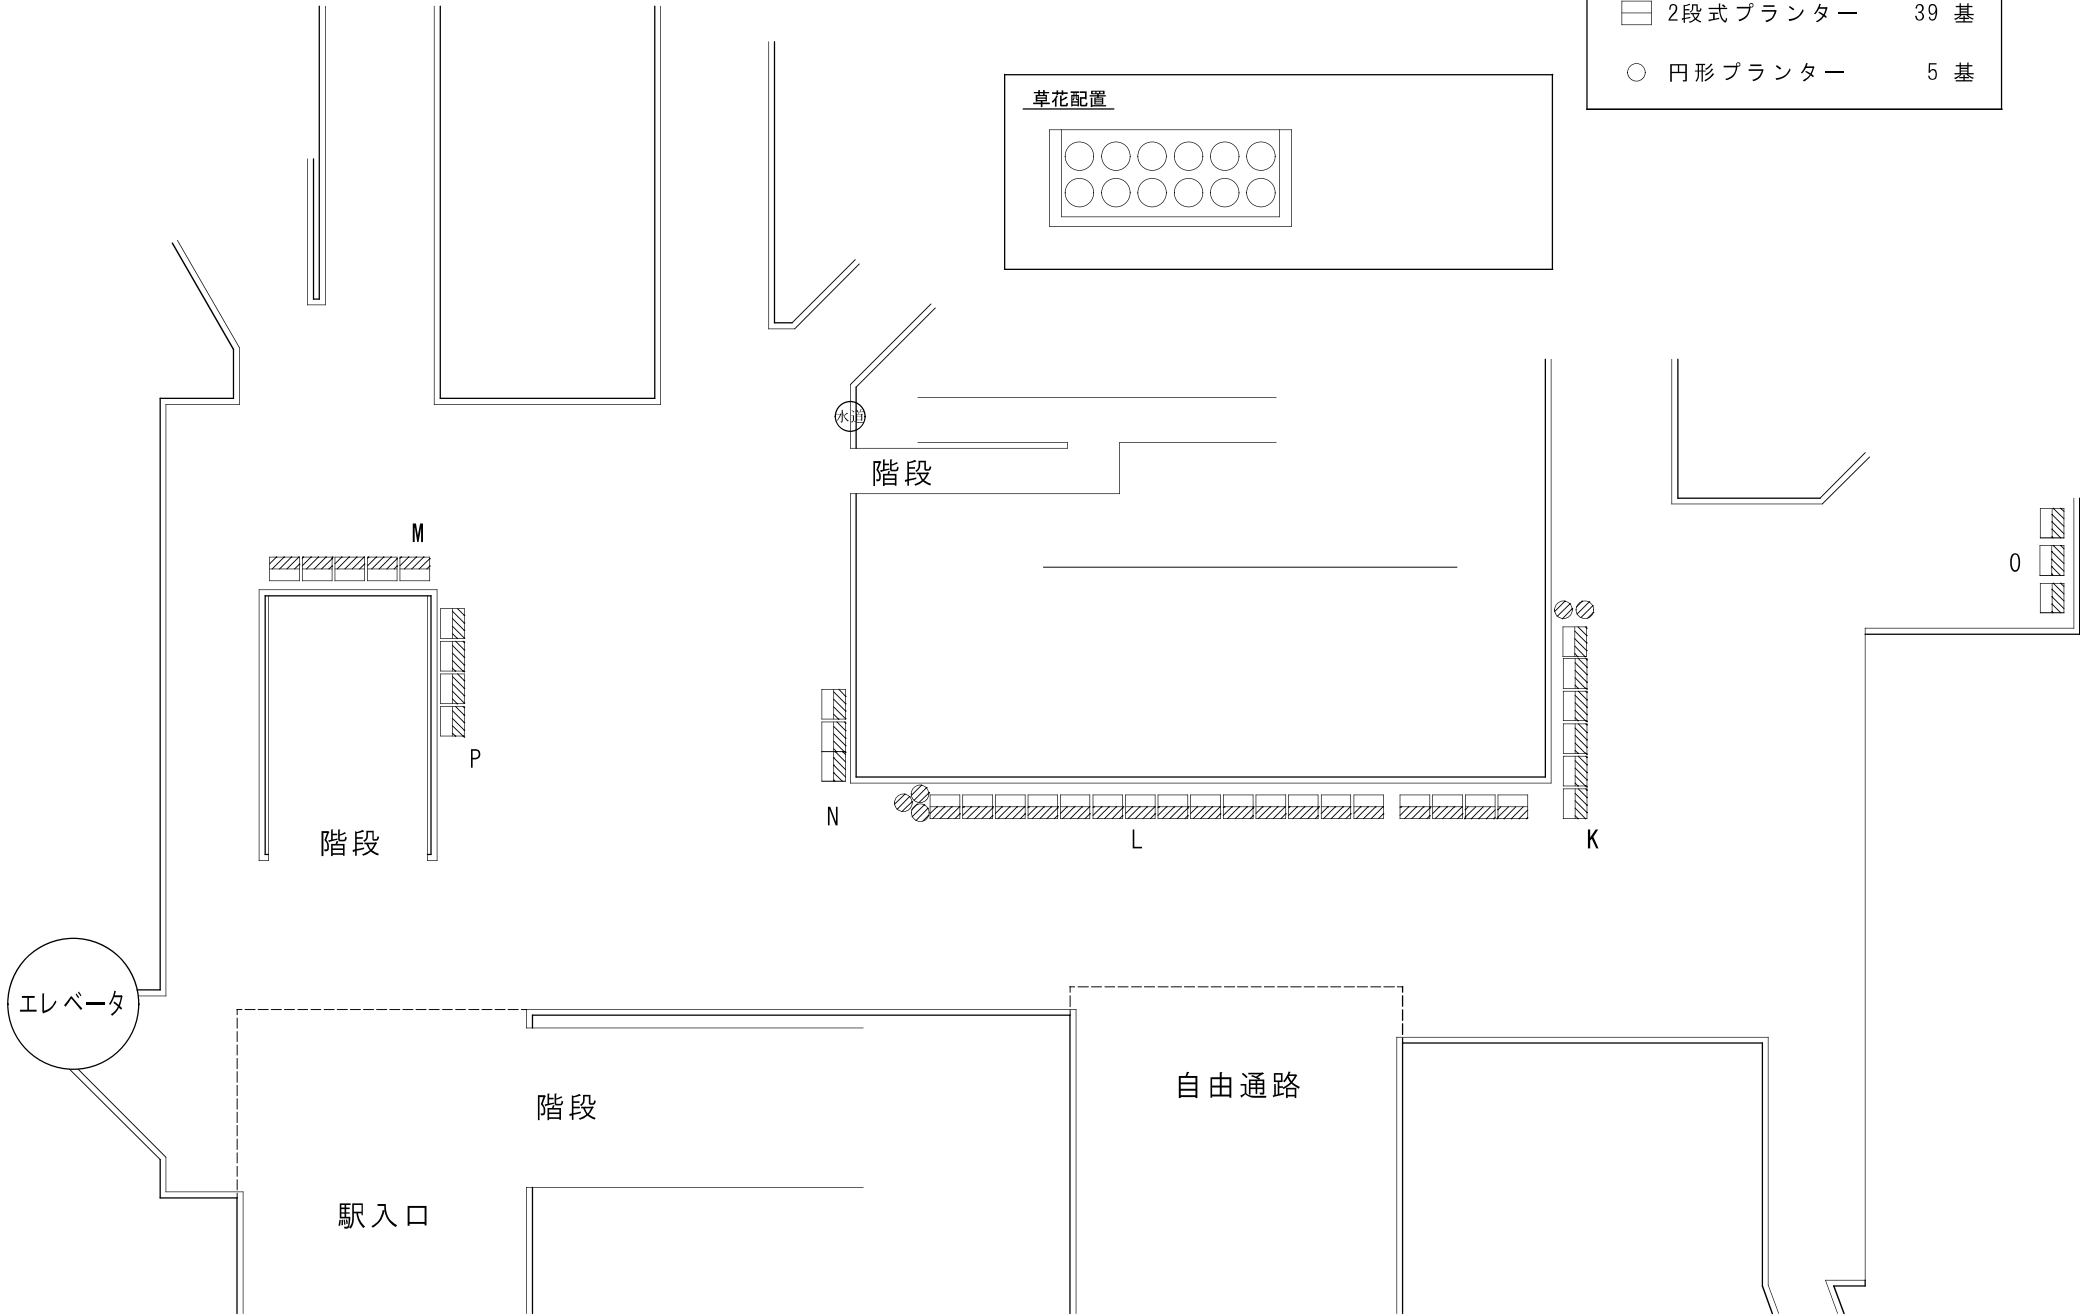 2段式プランター 39 基
円形プランター 5 基
草花配置
水道
階段
M
O
P
N
L
K
階段
エレベータ
自由通路
階段
駅入口